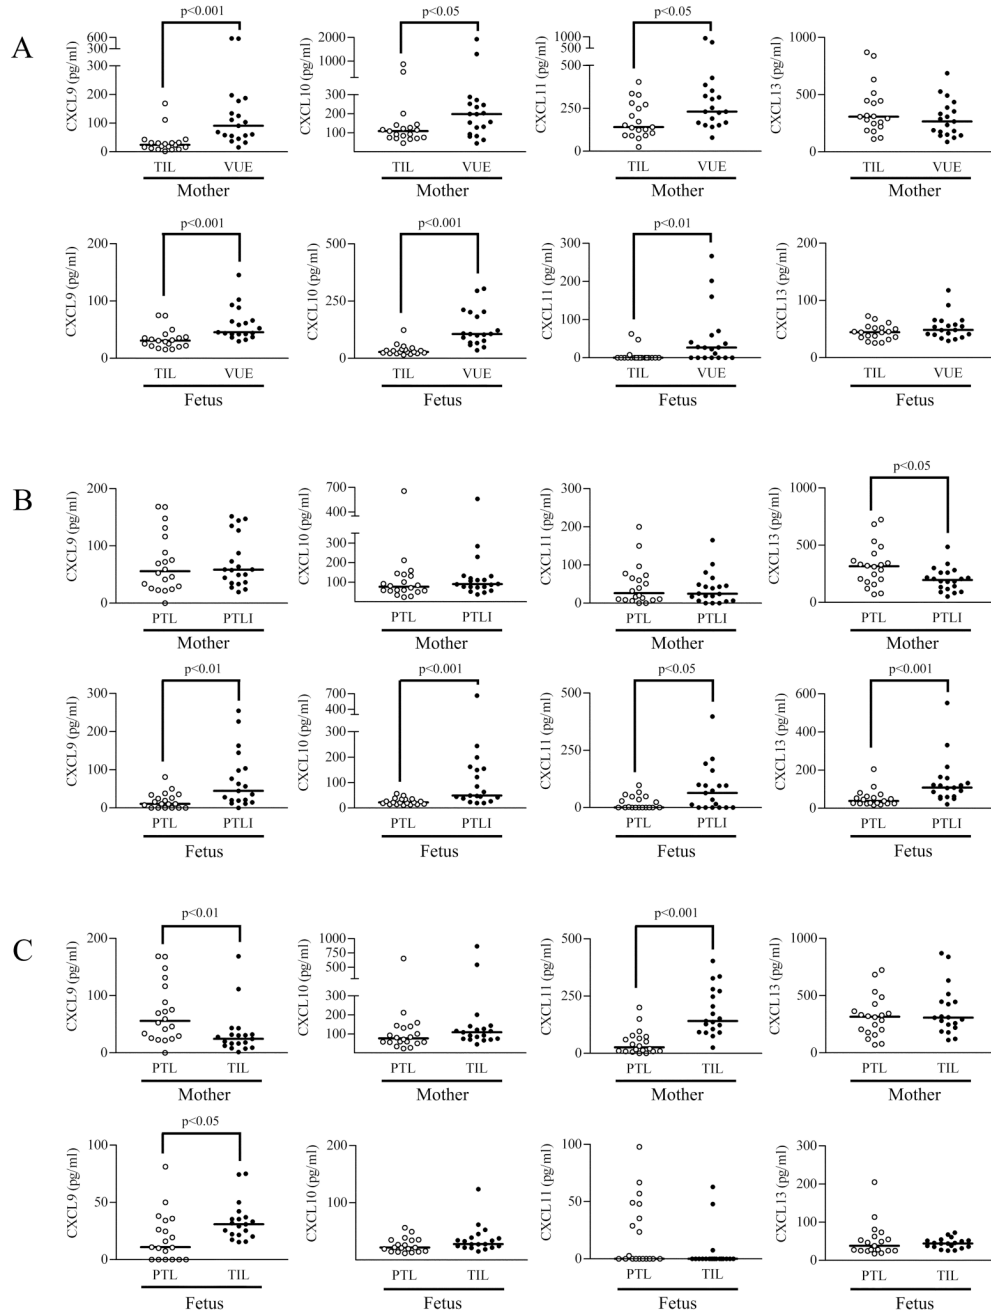 A
p<0.001
CXCL9 (pg/ml)
600
300
300
200
100
0
TIL VUE
Mother
p<0.05
CXCL10 (pg/ml)
2000
1000
300
200
100
TIL VUE
Mother
p<0.05
CXCL11 (pg/ml)
1000
500
500
250
0
TIL VUE
Mother
CXCL13 (pg/ml)
1000
500
0
TIL VUE
Mother
p<0.001
CXCL9 (pg/ml)
200
100
0
TIL VUE
Fetus
p<0.001
CXCL10 (pg/ml)
500
250
0
TIL VUE
Fetus
p<0.01
CXCL11 (pg/ml)
300
200
100
0
TIL VUE
Fetus
CXCL13 (pg/ml)
200
100
0
TIL VUE
Fetus
B
CXCL9 (pg/ml)
200
100
0
PTL PTLI
Mother
CXCL10 (pg/ml)
700
400
300
200
100
PTL PTLI
Mother
CXCL11 (pg/ml)
300
200
100
0
PTL PTLI
Mother
p<0.05
CXCL13 (pg/ml)
1000
500
0
PTL PTLI
Mother
p<0.01
CXCL9 (pg/ml)
300
200
100
0
PTL PTLI
Fetus
p<0.001
CXCL10 (pg/ml)
700
400
300
200
100
0
PTL PTLI
Fetus
p<0.05
CXCL11 (pg/ml)
500
250
0
PTL PTLI
Fetus
p<0.001
CXCL13 (pg/ml)
600
400
200
0
PTL PTLI
Fetus
C
p<0.01
CXCL9 (pg/ml)
200
100
0
PTL TIL
Mother
CXCL10 (pg/ml)
1000
750
500
300
200
100
PTL TIL
Mother
p<0.001
CXCL11 (pg/ml)
500
250
0
PTL TIL
Mother
CXCL13 (pg/ml)
1000
500
0
PTL TIL
Mother
p<0.05
CXCL9 (pg/ml)
100
50
0
PTL TIL
Fetus
CXCL10 (pg/ml)
200
100
PTL TIL
Fetus
CXCL11 (pg/ml)
100
50
0
PTL TIL
Fetus
CXCL13 (pg/ml)
300
200
100
0
PTL TIL
Fetus